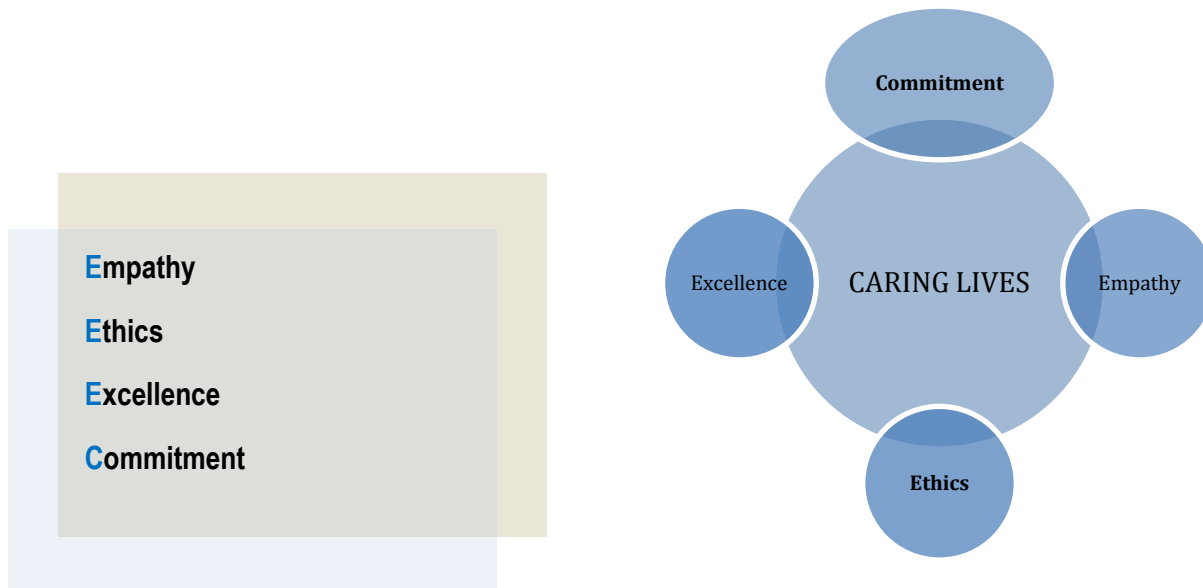 Empathy
Ethics
Excellence
Commitment
Commitment
Excellence
CARING LIVES
Empathy
Ethics